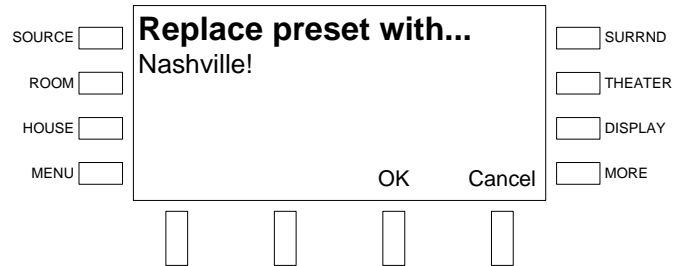 SOURCE
ROOM
HOUSE
MENU
Replace preset with...
Nashville!
OK Cancel
SURRND
THEATER
DISPLAY
MORE